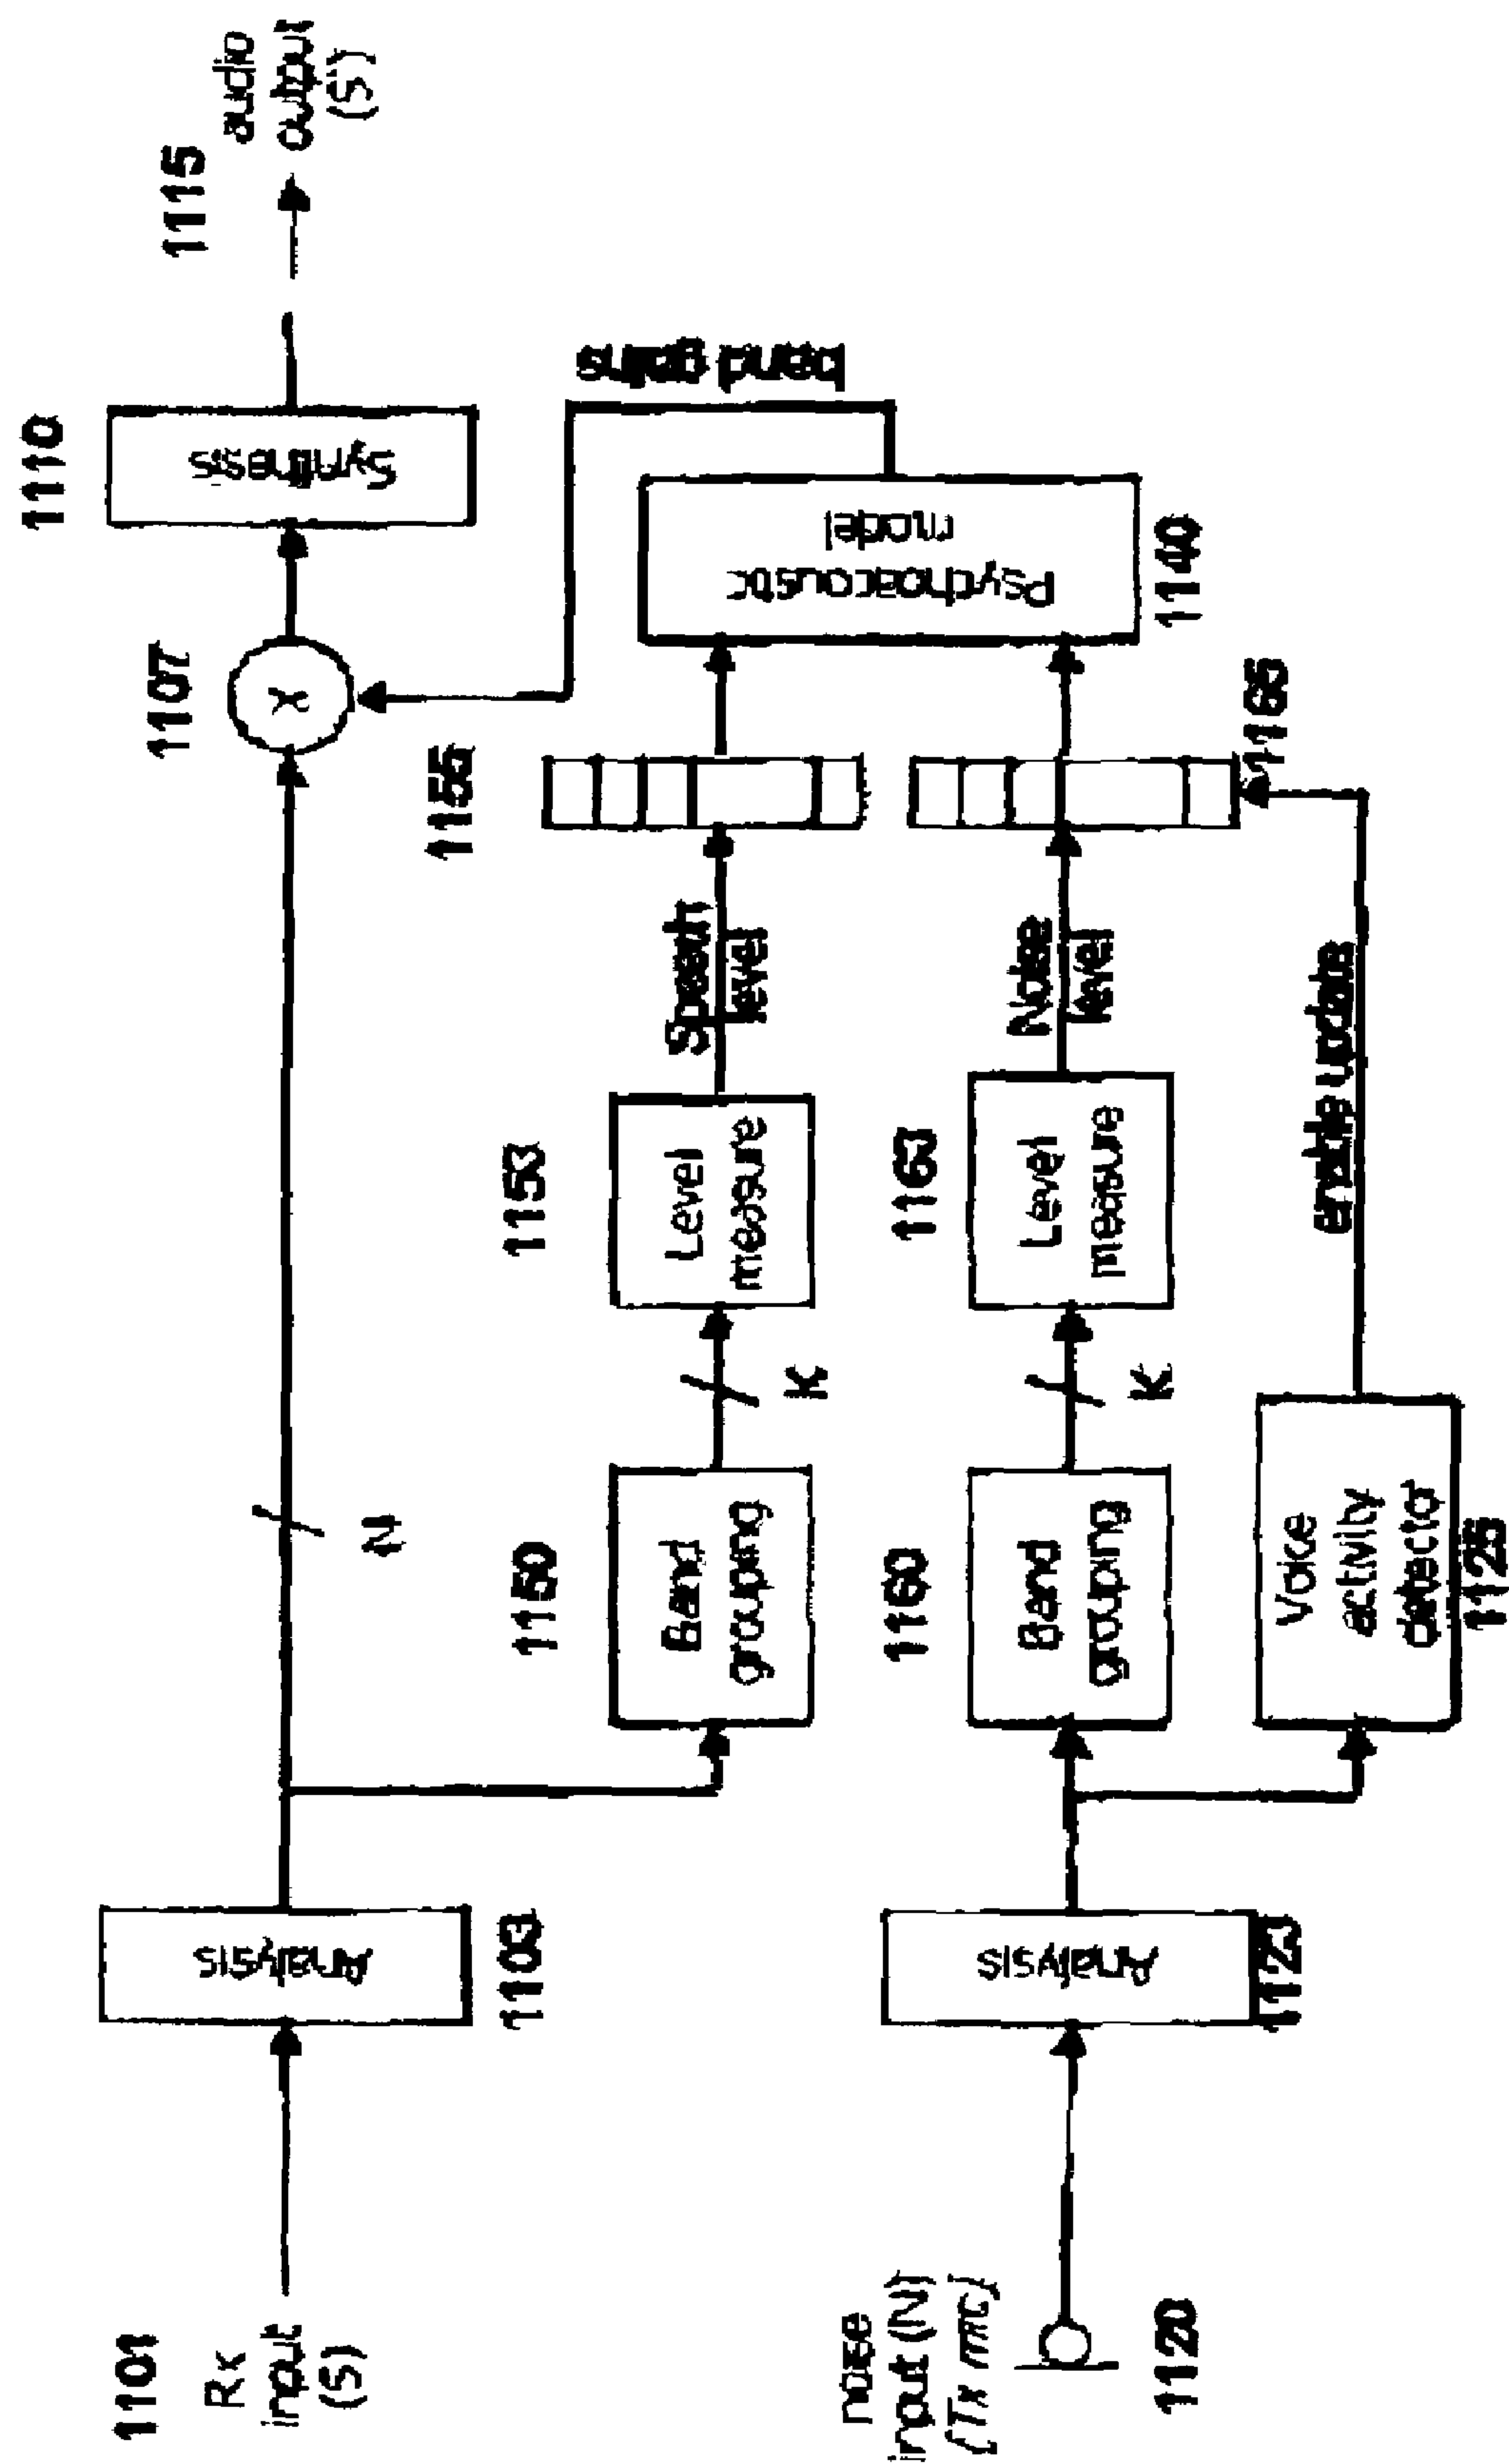 1101
Rx
input
(S)
1103
Analysis
N
1107
X
1110
Synthesis
1115
audio
output
(S')
1150
Band
grouping
K
1153
Level
measure
Speech
level
1155
band gains
Psychoacoustic
model
1140
noise
input (N)
(Tx mic)
1120
Analysis
1123
1160
Band
grouping
K
1163
Level
measure
Noise
level
1165
Voice
activity
detector
1125
enable update